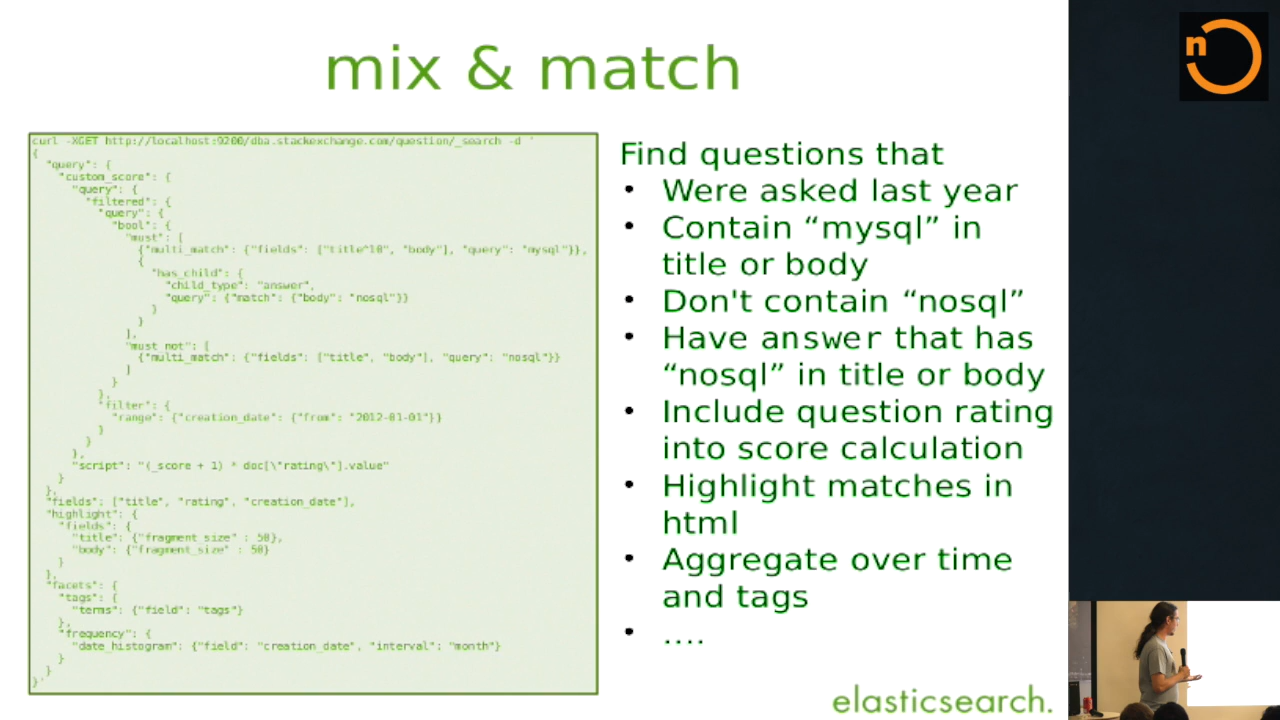 mix & match
curl -XGET http://localhost:9200/dba.stackexchange.com/question/_search -d '
{
"query": {
"custom_score": {
"query": {
"filtered": {
"query": {
"bool": {
"must": [
{"multi_match": {"fields": ["title^10", "body"], "query": "mysql"}},
{
"has_child": {
"child_type": "answer",
"query": {"match": {"body": "nosql"}}
}
}
],
"must_not": [
{"multi_match": {"fields": ["title", "body"], "query": "nosql"}}
]
}
},
"filter": {
"range": {"creation_date": {"from": "2012-01-01"}}
}
}
},
"script": "(_score + 1) * doc[\"rating\"].value"
}
},
"fields": ["title", "rating", "creation_date"],
"highlight": {
"fields": {
"title": {"fragment_size" : 50},
"body": {"fragment_size" : 50}
}
},
"facets": {
"tags": {
"terms": {"field": "tags"}
},
"frequency": {
"date_histogram": {"field": "creation_date", "interval": "month"}
}
}
}'
Find questions that
• Were asked last year
• Contain “mysql” in
title or body
• Don't contain “nosql”
• Have answer that has
“nosql” in title or body
• Include question rating
into score calculation
• Highlight matches in
html
• Aggregate over time
and tags
• ....
elasticsearch.
n